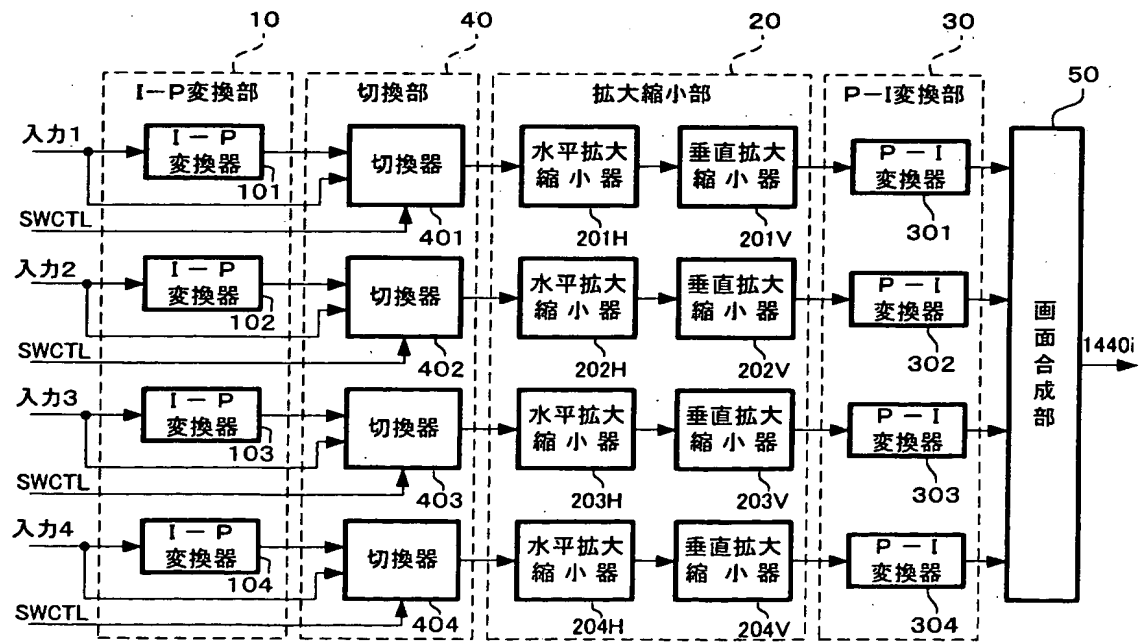 10
40
20
30
50
I-P変換部
切換部
拡大縮小部
P-I変換部
入力1
I-P
変換器
101
切換器
401
水平拡大
縮小器
201H
垂直拡大
縮小器
201V
P-I
変換器
301
SWCTL
入力2
I-P
変換器
102
切換器
402
水平拡大
縮小器
202H
垂直拡大
縮小器
202V
P-I
変換器
302
SWCTL
入力3
I-P
変換器
103
切換器
403
水平拡大
縮小器
203H
垂直拡大
縮小器
203V
P-I
変換器
303
SWCTL
入力4
I-P
変換器
104
切換器
404
水平拡大
縮小器
204H
垂直拡大
縮小器
204V
P-I
変換器
304
SWCTL
画面合成部
1440i